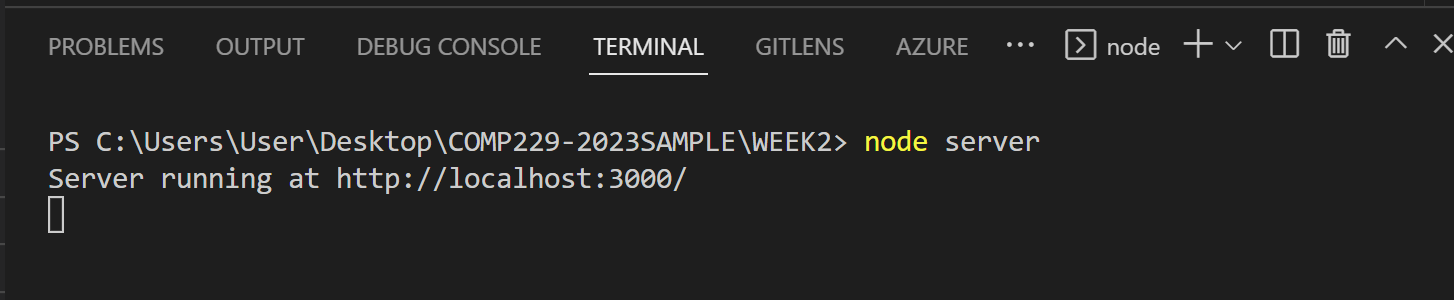 PROBLEMS OUTPUT DEBUG CONSOLE TERMINAL GITLENS AZURE ··· node
PS C:\Users\User\Desktop\COMP229-2023SAMPLE\WEEK2> node server
Server running at http://localhost:3000/